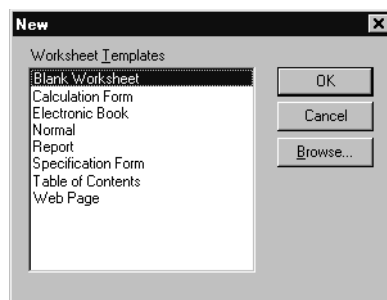 New
Worksheet Templates
Blank Worksheet
Calculation Form
Electronic Book
Normal
Report
Specification Form
Table of Contents
Web Page
OK
Cancel
Browse...